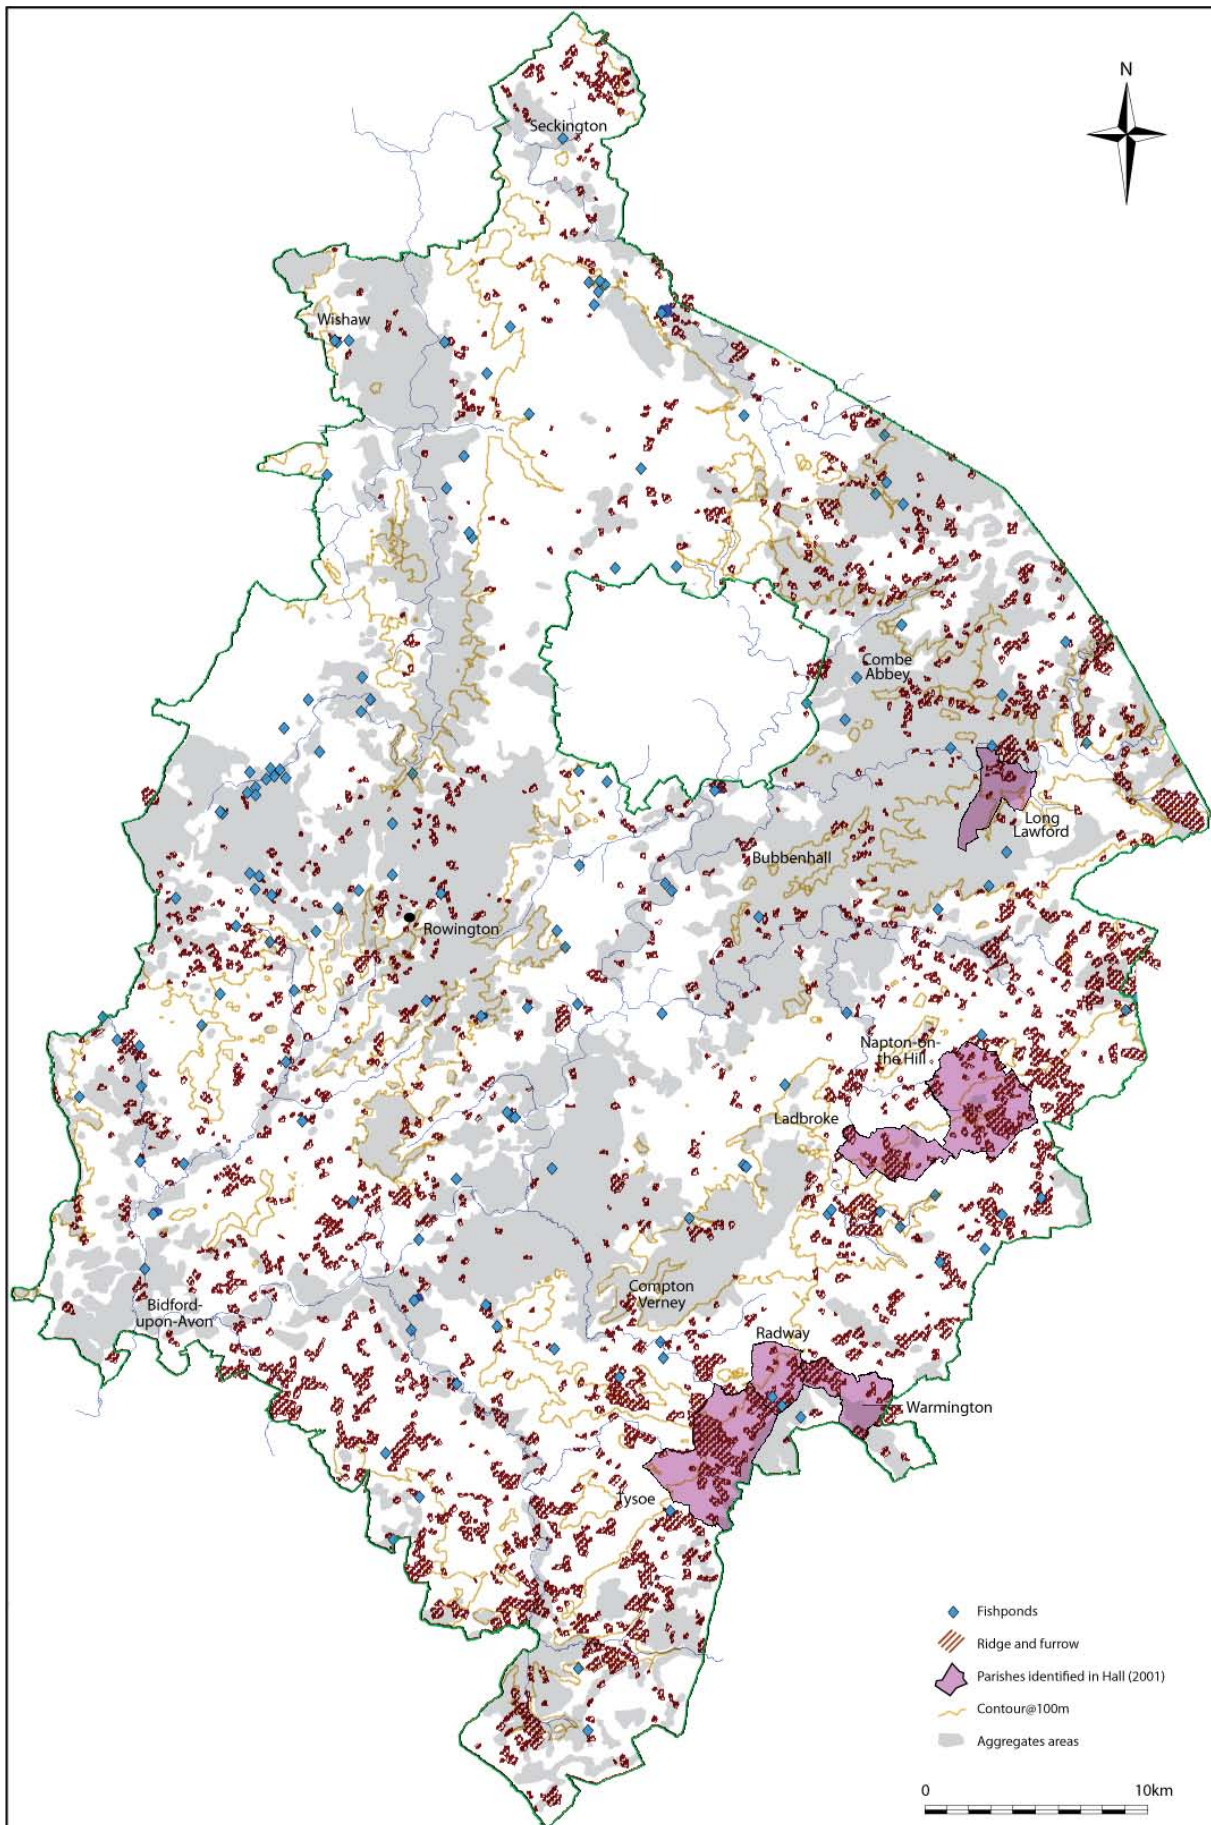 N
Seckington
Wishaw
Combe
Abbey
Long
Lawford
Bubbenhall
Rowington
Napton-on-
the Hill
Ladbroke
Compton
Verney
Bidford-
upon-Avon
Radway
Warmington
Tysoe
Fishponds
Ridge and furrow
Parishes identified in Hall (2001)
Contour@100m
Aggregates areas
0 10km